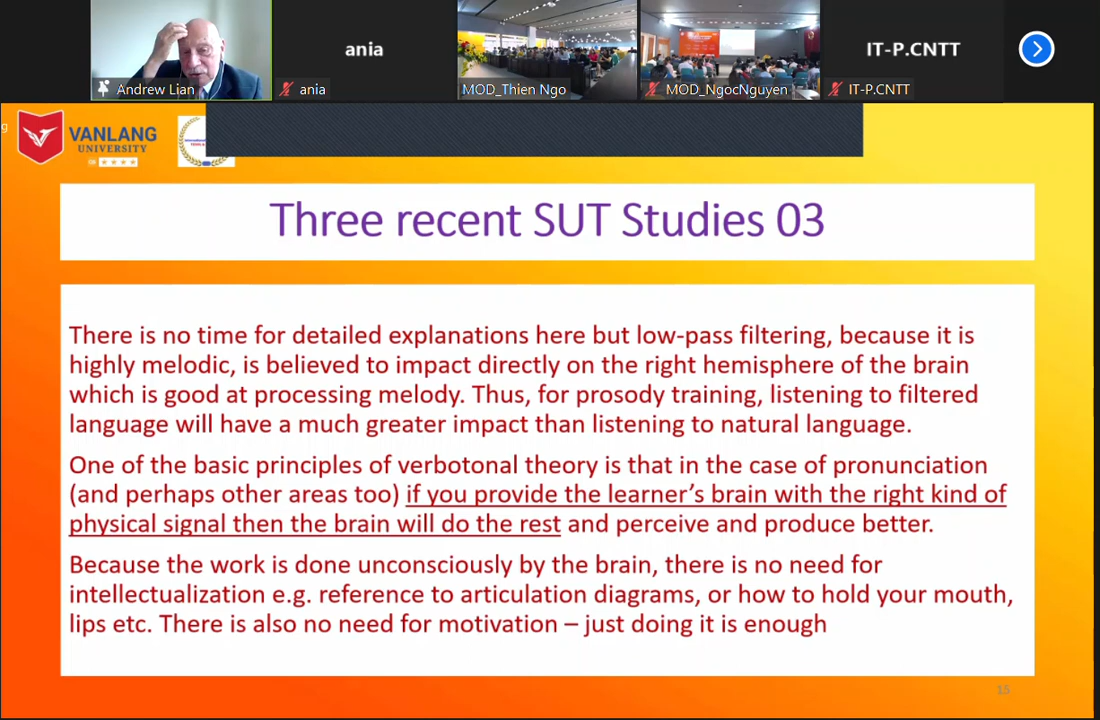 ania
IT-P.CNTT
Andrew Lian
ania
MOD_Thien Ngo
MOD_NgocNguyen
IT-P.CNTT
g
VANLANG
UNIVERSITY
Three recent SUT Studies 03
There is no time for detailed explanations here but low-pass filtering, because it is
highly melodic, is believed to impact directly on the right hemisphere of the brain
which is good at processing melody. Thus, for prosody training, listening to filtered
language will have a much greater impact than listening to natural language.
One of the basic principles of verbotonal theory is that in the case of pronunciation
(and perhaps other areas too) if you provide the learner’s brain with the right kind of
physical signal then the brain will do the rest and perceive and produce better.
Because the work is done unconsciously by the brain, there is no need for
intellectualization e.g. reference to articulation diagrams, or how to hold your mouth,
lips etc. There is also no need for motivation – just doing it is enough
15